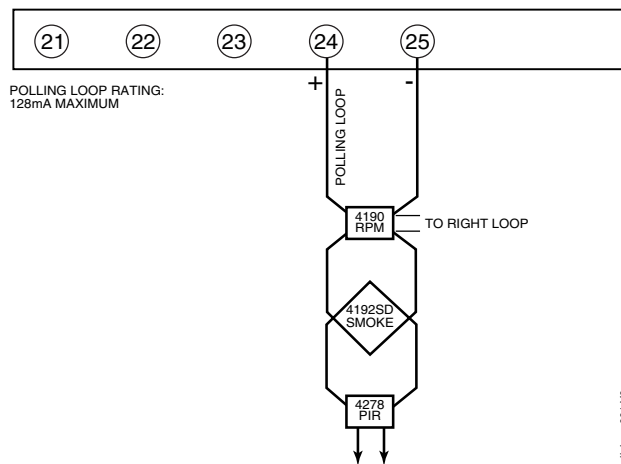 21 22 23 24 25
+ -
POLLING LOOP RATING:
128mA MAXIMUM
POLLING LOOP
4190
RPM
TO RIGHT LOOP
4192SD
SMOKE
4278
PIR